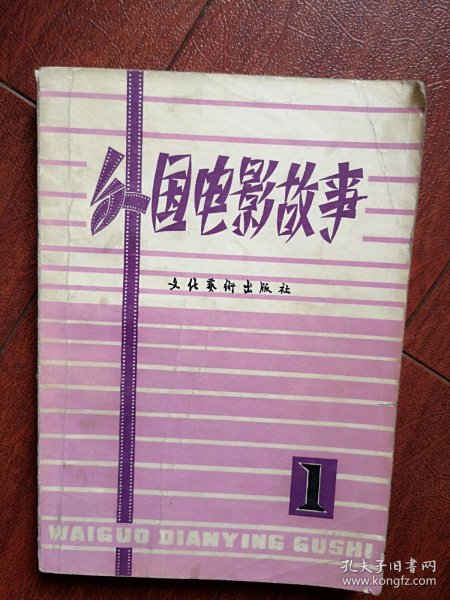 外国电影故事
文化艺術出版社
1
WAIGUO DIANYING GUSHI
孔夫子旧书网
www.kongfz.com